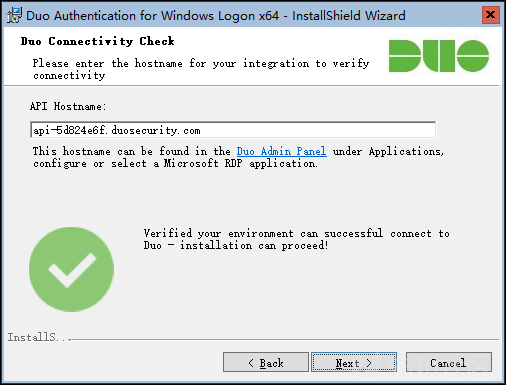 Duo Authentication for Windows Logon x64 - InstallShield Wizard
Duo Connectivity Check
Please enter the hostname for your integration to verify
connectivity
DUO
API Hostname:
api-5d824e6f.duosecurity.com
This hostname can be found in the Duo Admin Panel under Applications,
configure or select a Microsoft RDP application.
Verified your environment can successful connect to
Duo - installation can proceed!
InstallS...
< Back
Next >
Cancel